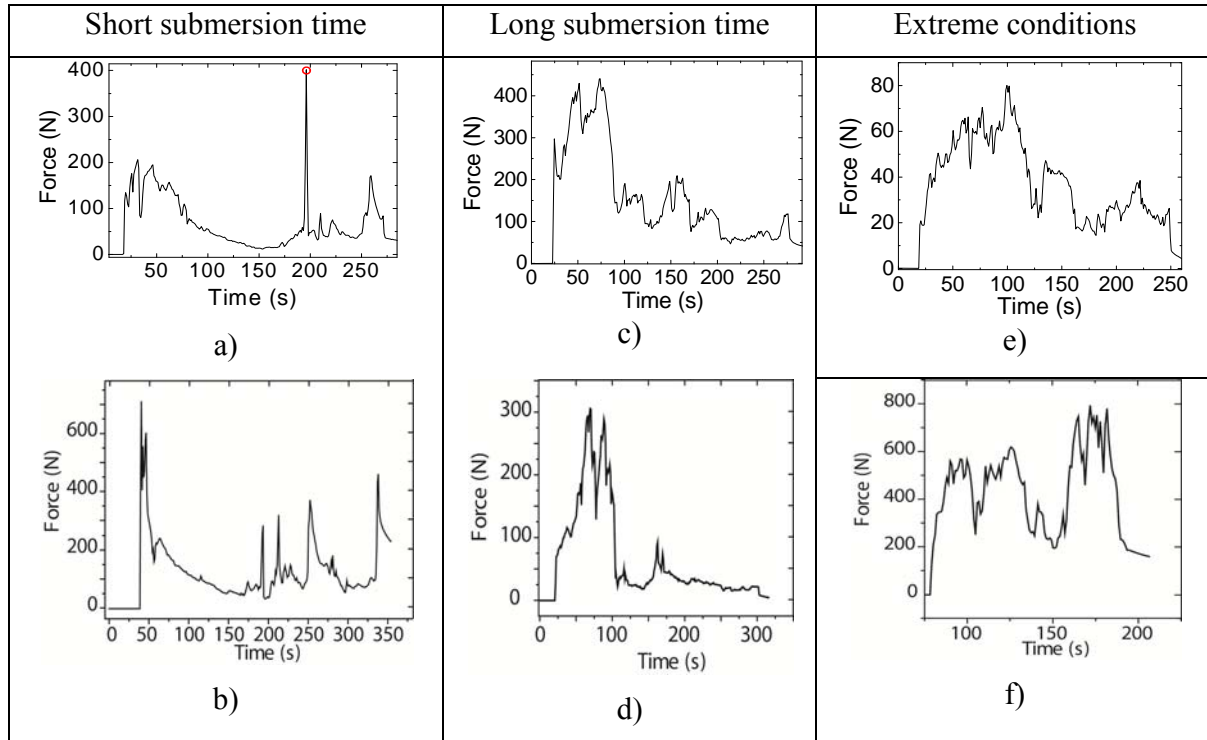 Short submersion time
Long submersion time
Extreme conditions
400
300
200
100
0
Force (N)
50 100 150 200 250
Time (s)
a)
400
300
200
100
0
Force (N)
0 50 100 150 200 250
Time (s)
c)
80
60
40
20
0
Force (N)
0 50 100 150 200 250
Time (s)
e)
600
400
200
0
Force (N)
0 50 100 150 200 250 300 350
Time (s)
b)
300
200
100
0
Force (N)
0 100 200 300
Time (s)
d)
800
600
400
200
0
Force (N)
100 150 200
Time (s)
f)